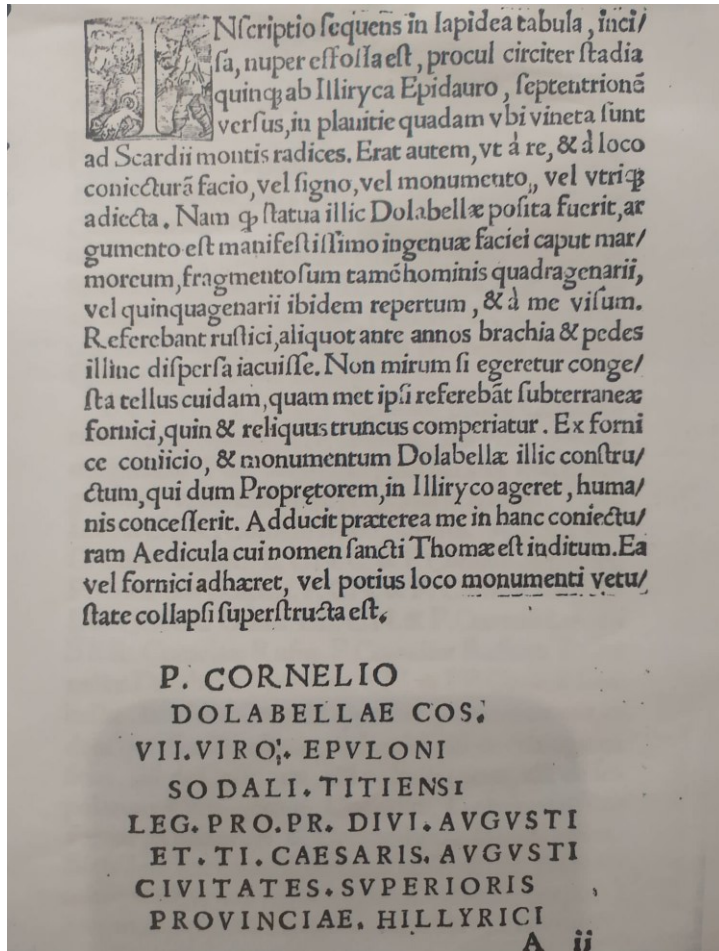 INſcriptio ſequens in lapidea tabula, inci/
ſa, nuper effoſſa eſt, procul circiter ſtadia
quinqꝫ ab Illiryca Epidauro, ſeptentrionē
verſus, in planitie quadam vbi vineta ſunt
ad Scardii montis radices. Erat autem, vt à re, & à loco
coniecturā facio, vel ſigno, vel monumento, vel vtriqꝫ
adiecta. Nam ꝙ ſtatua illic Dolabellæ poſita fuerit, ar
gumento eſt manifeſtiſſimo ingenuæ faciei caput mar/
moreum, fragmentoſum tamē hominis quadragenarii,
vel quinquagenarii ibidem repertum, & à me viſum.
Referebant ruſtici, aliquot ante annos brachia & pedes
illinc diſperſa iacuiſſe. Non mirum ſi egeretur conge/
ſta tellus cuidam, quam met ipſi referebāt ſubterraneæ
fornici, quin & reliquus truncus comperiatur. Ex forni
ce coniicio, & monumentum Dolabellæ illic conſtru/
ctum, qui dum Proprętorem, in Illiryco ageret, huma/
nis conceſſerit. Adducit præterea me in hanc coniectu/
ram Aedicula cui nomen ſancti Thomæ eſt inditum. Ea
vel fornici adhæret, vel potius loco monumenti vetu/
ſtate collapſi ſuperſtructa eſt.
P. CORNELIO
DOLABELLAE COS.
VII. VIRO. EPVLONI
SODALI. TITIENSI
LEG. PRO. PR. DIVI. AVGVSTI
ET. TI. CAESARIS. AVGVSTI
CIVITATES. SVPERIORIS
PROVINCIAE. HILLYRICI
A ii